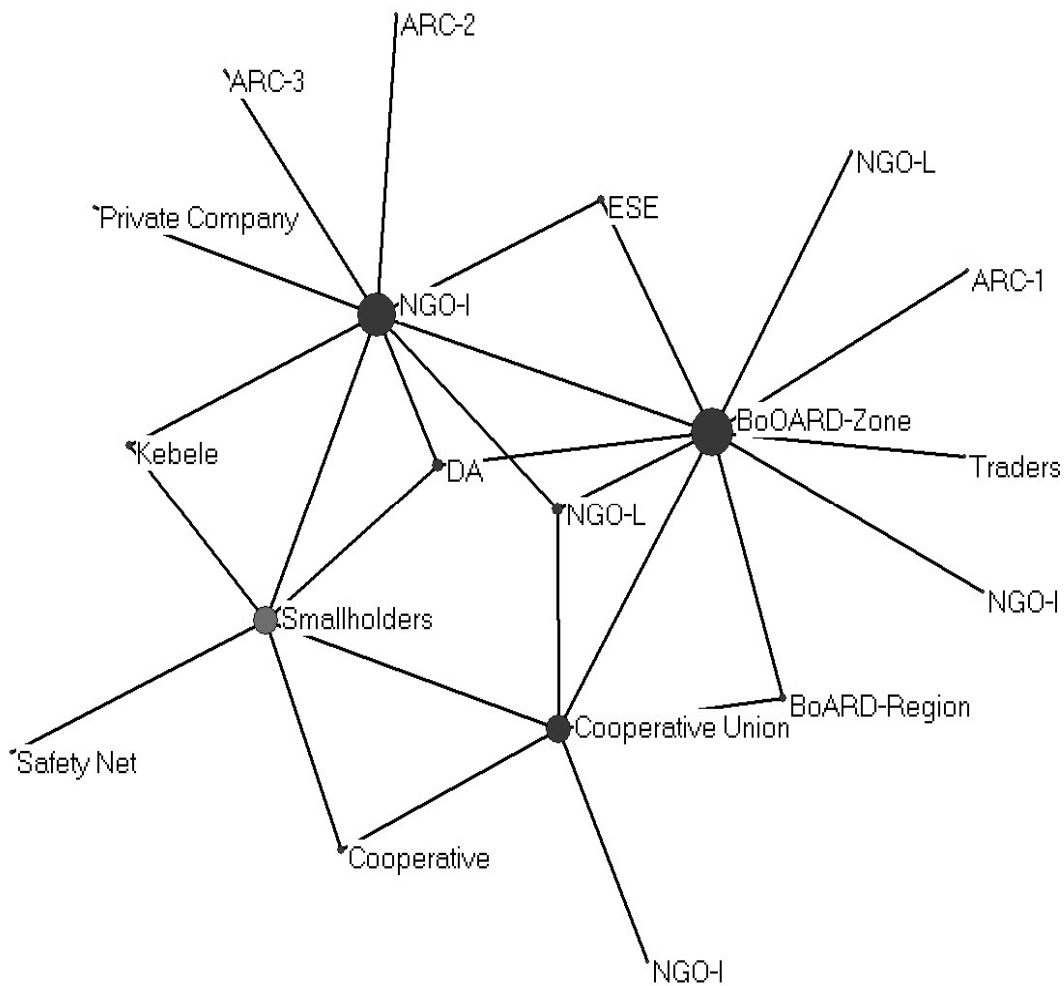 ARC-2
ARC-3
NGO-L
ESE
Private Company
ARC-1
NGO-I
BoOARD-Zone
Kebele
DA
Traders
NGO-L
NGO-I
Smallholders
BoARD-Region
Cooperative Union
Safety Net
Cooperative
NGO-I